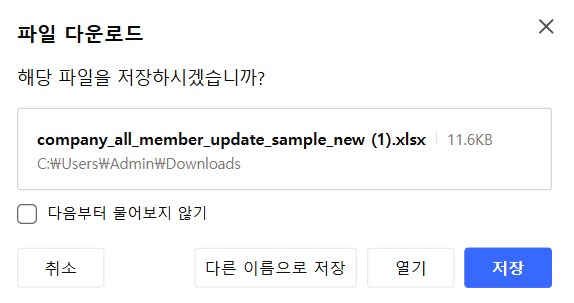 파일 다운로드
해당 파일을 저장하시겠습니까?
company_all_member_update_sample_new (1).xlsx 11.6KB
C:₩Users₩Admin₩Downloads
다음부터 물어보지 않기
취소 다른 이름으로 저장 열기 저장